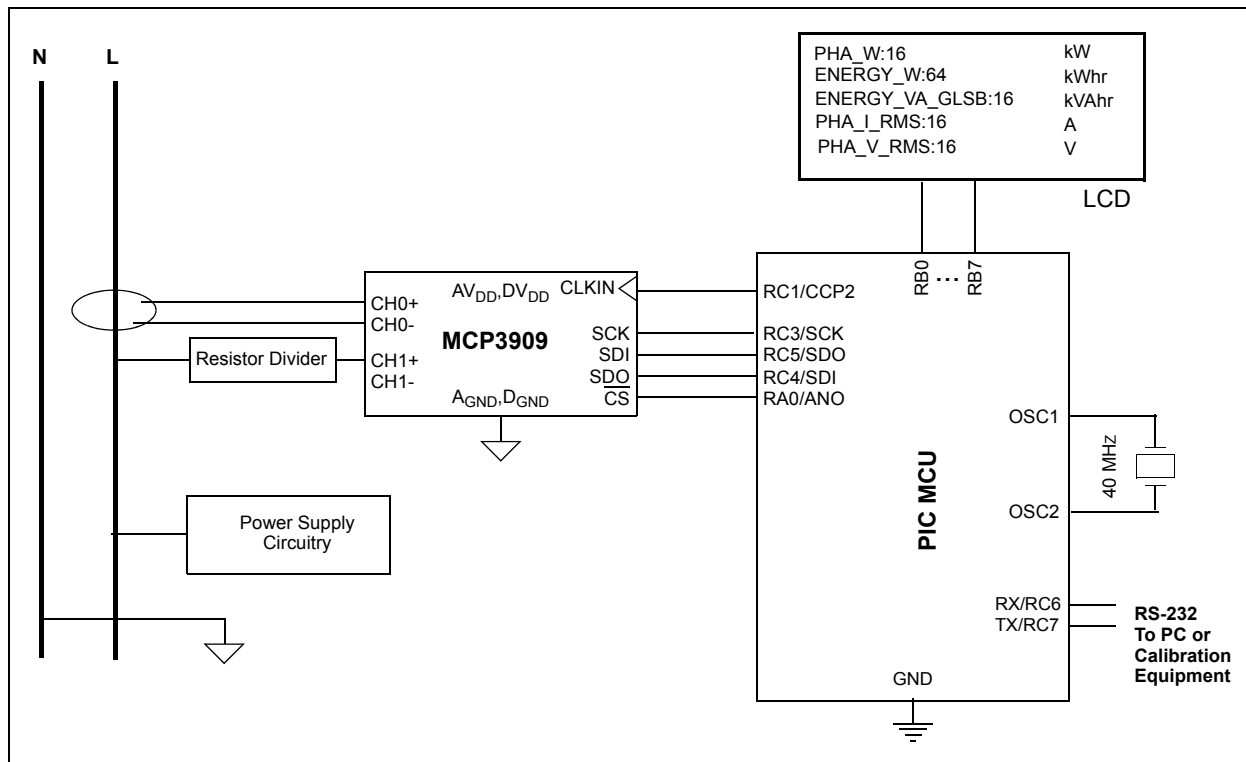 N L
PHA_W:16 kW
ENERGY_W:64 kWhr
ENERGY_VA_GLSB:16 kVAhr
PHA_I_RMS:16 A
PHA_V_RMS:16 V
LCD
RB0 ... RB7
CH0+ AVDD,DVDD CLKIN
CH0-
MCP3909
SCK
SDI
SDO
CS
CH1+
CH1-
AGND,DGND
Resistor Divider
RC1/CCP2
RC3/SCK
RC5/SDO
RC4/SDI
RA0/ANO
PIC MCU
OSC1
40 MHz
OSC2
Power Supply
Circuitry
RX/RC6
TX/RC7
RS-232
To PC or
Calibration
Equipment
GND